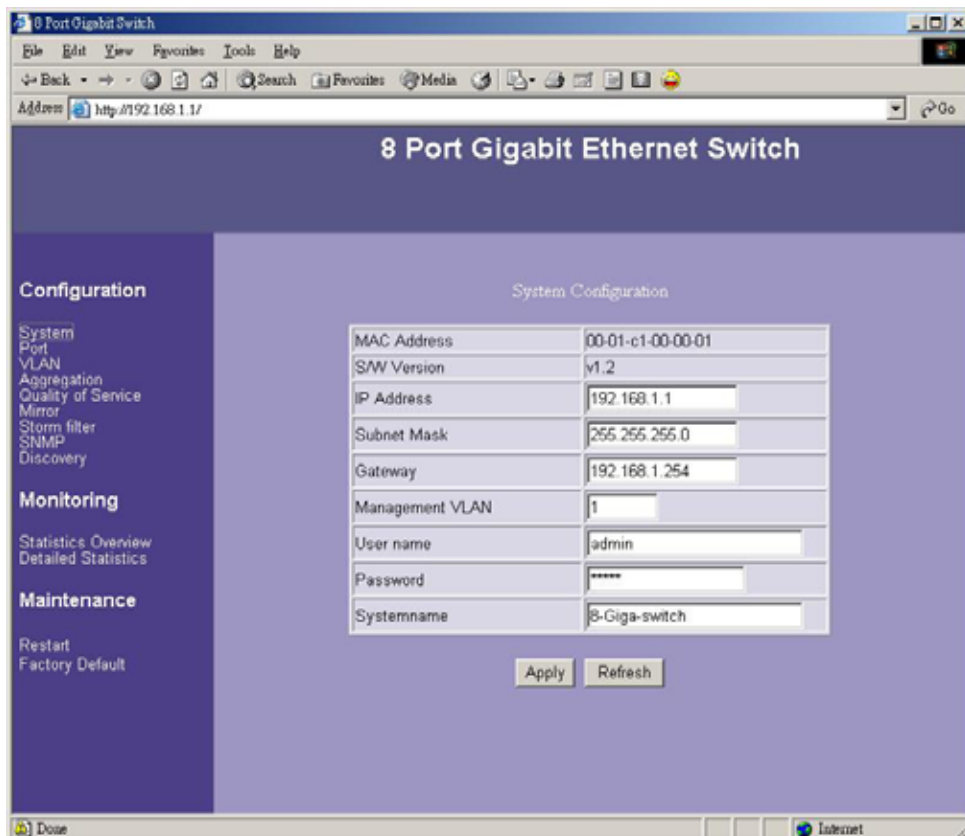 8 Port Gigabit Switch
File Edit View Favorites Tools Help
Back Search Favorites Media
Address http://192.168.1.1/ Go
8 Port Gigabit Ethernet Switch
Configuration
System
Port
VLAN
Aggregation
Quality of Service
Mirror
Storm filter
SNMP
Discovery
Monitoring
Statistics Overview
Detailed Statistics
Maintenance
Restart
Factory Default
System Configuration
MAC Address 00-01-c1-00-00-01
S/W Version v1.2
IP Address 192.168.1.1
Subnet Mask 255.255.255.0
Gateway 192.168.1.254
Management VLAN 1
User name admin
Password *****
Systemname 8-Giga-switch
Apply Refresh
Done Internet